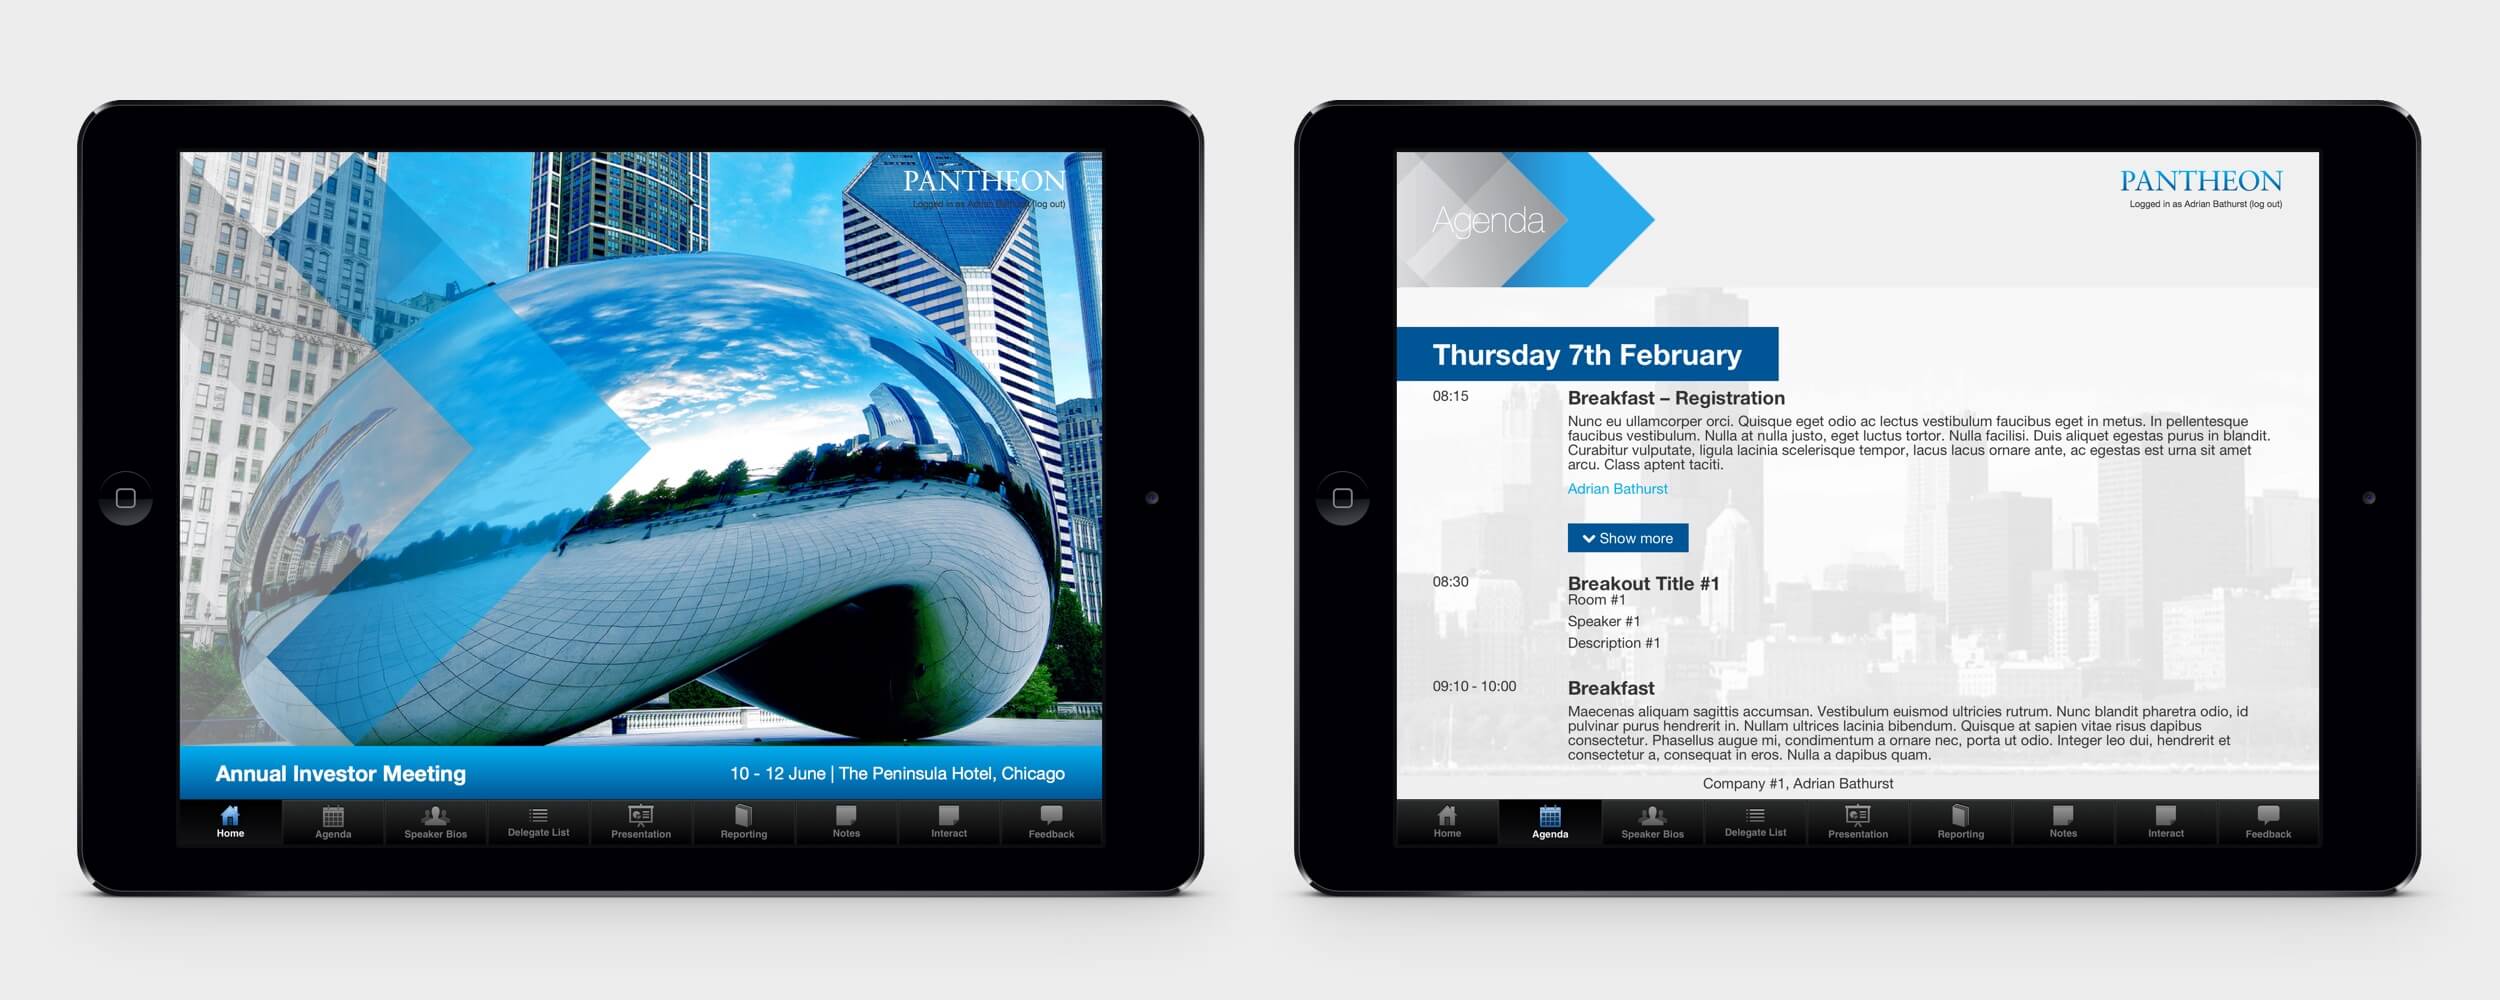 PANTHEON
Logged in as Adrian Bathurst (log out)
Annual Investor Meeting
10 - 12 June | The Peninsula Hotel, Chicago
Home
Agenda
Speaker Bios
Delegate List
Presentation
Reporting
Notes
Interact
Feedback
Agenda
PANTHEON
Logged in as Adrian Bathurst (log out)
Thursday 7th February
08:15
Breakfast – Registration
Nunc eu ullamcorper orci. Quisque eget odio ac lectus vestibulum faucibus eget in metus. In pellentesque
faucibus vestibulum. Nulla at nulla justo, eget luctus tortor. Nulla facilisi. Duis aliquet egestas purus in blandit.
Curabitur vulputate, ligula lacinia scelerisque tempor, lacus lacus ornare ante, ac egestas est urna sit amet
arcu. Class aptent taciti.
Adrian Bathurst
Show more
08:30
Breakout Title #1
Room #1
Speaker #1
Description #1
09:10 - 10:00
Breakfast
Maecenas aliquam sagittis accumsan. Vestibulum euismod ultricies rutrum. Nunc blandit pharetra odio, id
pulvinar purus hendrerit in. Nullam ultrices lacinia bibendum. Quisque at sapien vitae risus dapibus
consectetur. Phasellus augue mi, condimentum a ornare nec, porta ut odio. Integer leo dui, hendrerit et
consectetur a, consequat in eros. Nulla a dapibus quam.
Company #1, Adrian Bathurst
Home
Agenda
Speaker Bios
Delegate List
Presentation
Reporting
Notes
Interact
Feedback